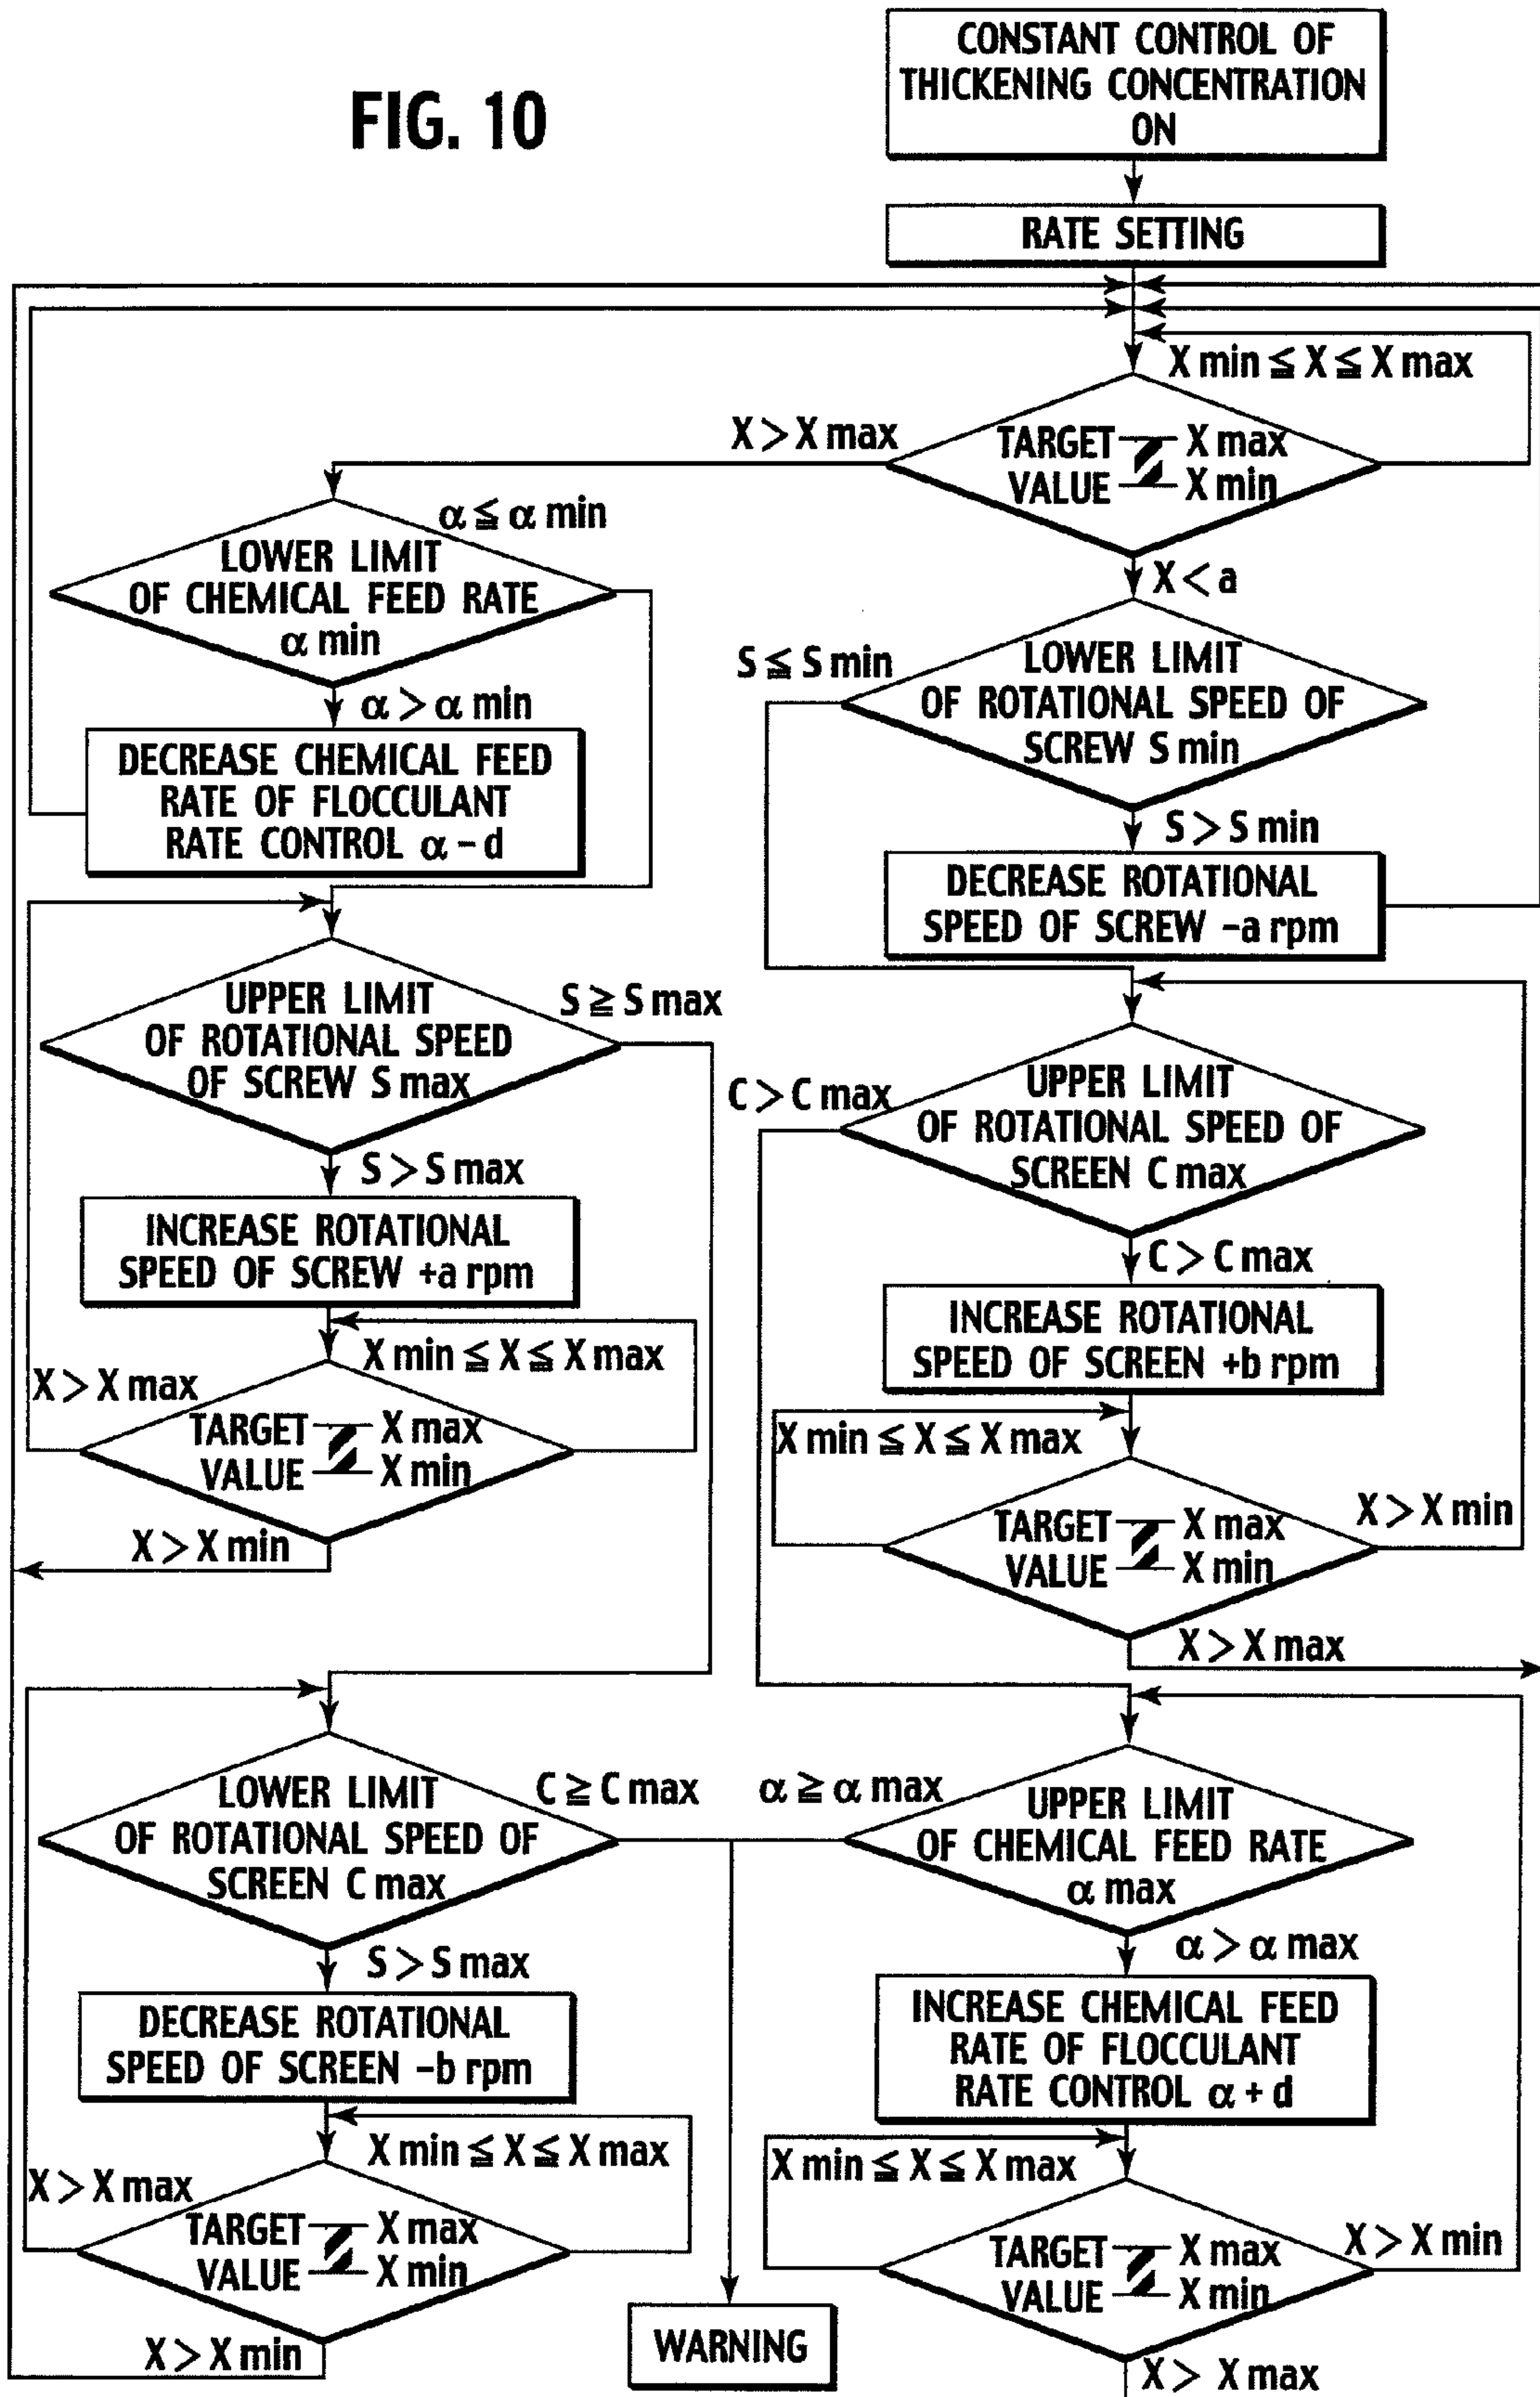 FIG. 10
CONSTANT CONTROL OF
THICKENING CONCENTRATION
ON
RATE SETTING
X min ≦ X ≦ X max
X > X max
TARGET
VALUE
X max
X min
X < a
α ≦ α min
LOWER LIMIT
OF CHEMICAL FEED RATE
α min
α > α min
DECREASE CHEMICAL FEED
RATE OF FLOCCULANT
RATE CONTROL α – d
S ≦ S min
LOWER LIMIT
OF ROTATIONAL SPEED OF
SCREW S min
S > S min
DECREASE ROTATIONAL
SPEED OF SCREW –a rpm
UPPER LIMIT
OF ROTATIONAL SPEED
OF SCREW S max
S ≧ S max
S > S max
INCREASE ROTATIONAL
SPEED OF SCREW +a rpm
X min ≦ X ≦ X max
X > X max
TARGET
VALUE
X max
X min
X > X min
C > C max
UPPER LIMIT
OF ROTATIONAL SPEED OF
SCREEN C max
C > C max
INCREASE ROTATIONAL
SPEED OF SCREEN +b rpm
X min ≦ X ≦ X max
TARGET
VALUE
X max
X min
X > X min
X > X max
LOWER LIMIT
OF ROTATIONAL SPEED OF
SCREEN C max
C ≧ C max
S > S max
DECREASE ROTATIONAL
SPEED OF SCREEN –b rpm
X min ≦ X ≦ X max
X > X max
TARGET
VALUE
X max
X min
X > X min
α ≧ α max
UPPER LIMIT
OF CHEMICAL FEED RATE
α max
α > α max
INCREASE CHEMICAL FEED
RATE OF FLOCCULANT
RATE CONTROL α + d
X min ≦ X ≦ X max
TARGET
VALUE
X max
X min
X > X min
X > X max
WARNING